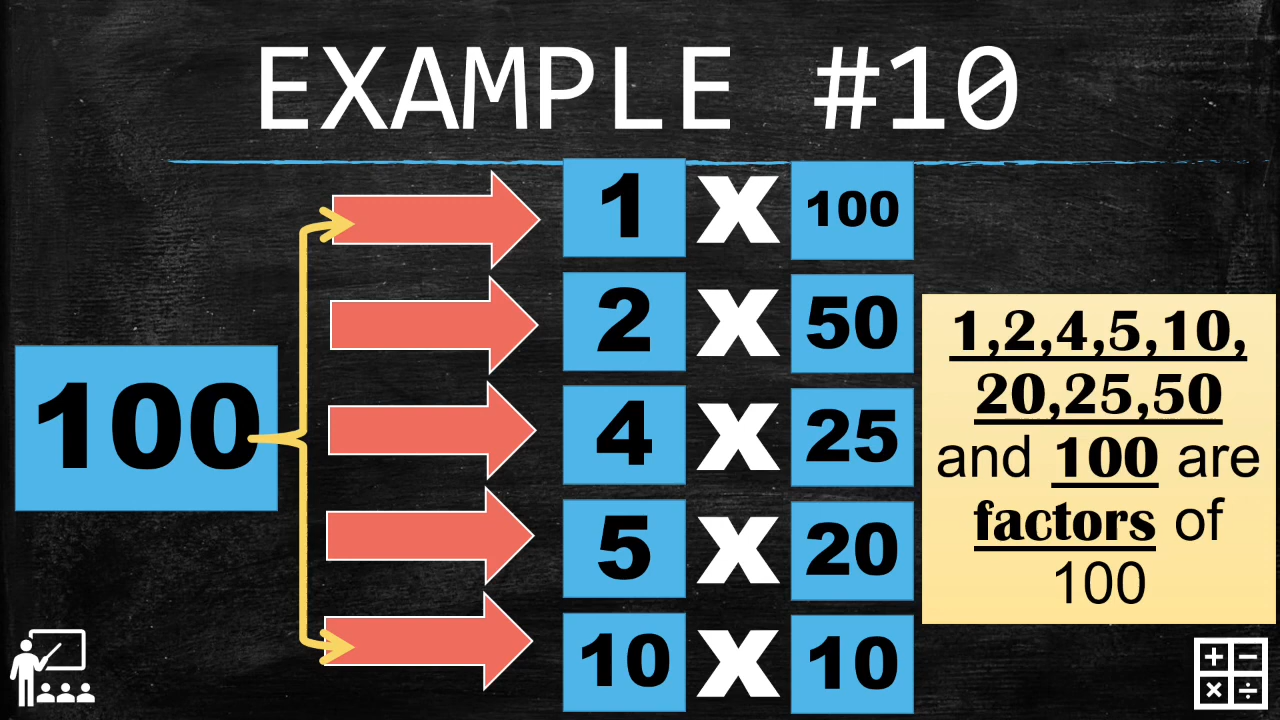 EXAMPLE #10
100
1 X 100
2 X 50
4 X 25
5 X 20
10 X 10
1,2,4,5,10,
20,25,50
and 100 are
factors of
100